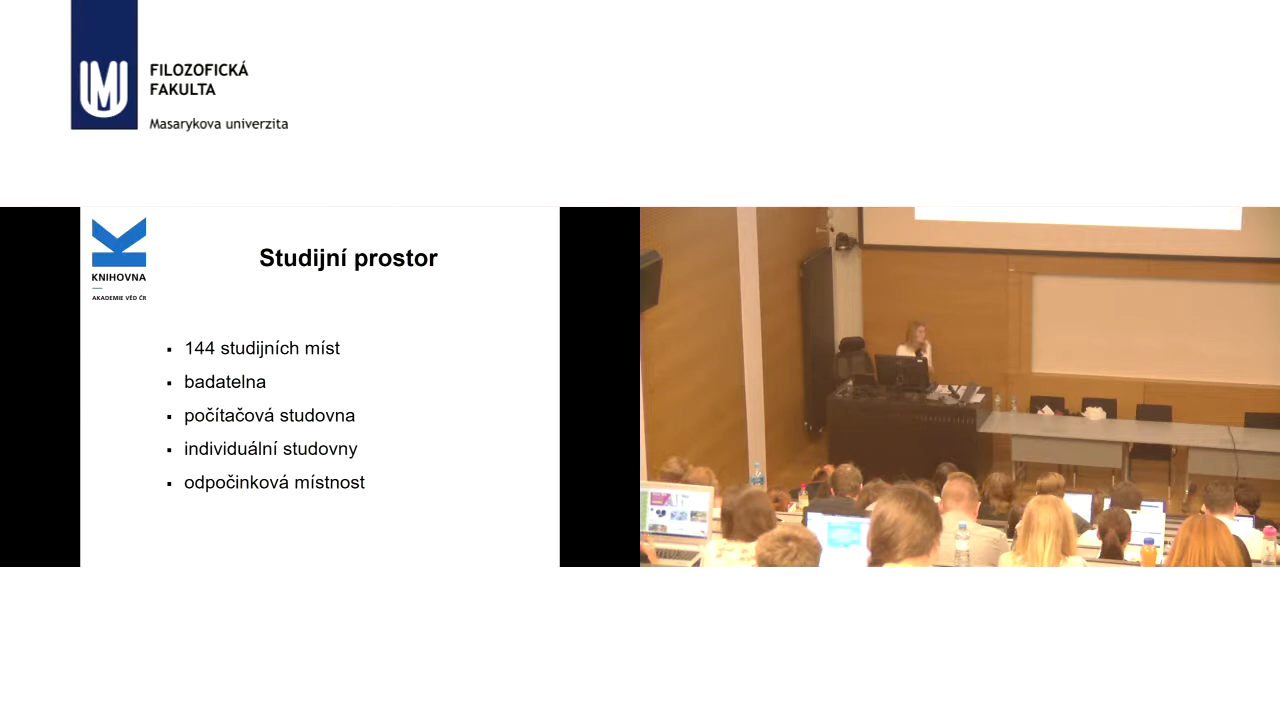 FILOZOFICKÁ
FAKULTA
Masarykova univerzita
KNIHOVNA
AKADEMIE VĚD ČR
Studijní prostor
▪ 144 studijních míst
▪ badatelna
▪ počítačová studovna
▪ individuální studovny
▪ odpočinková místnost